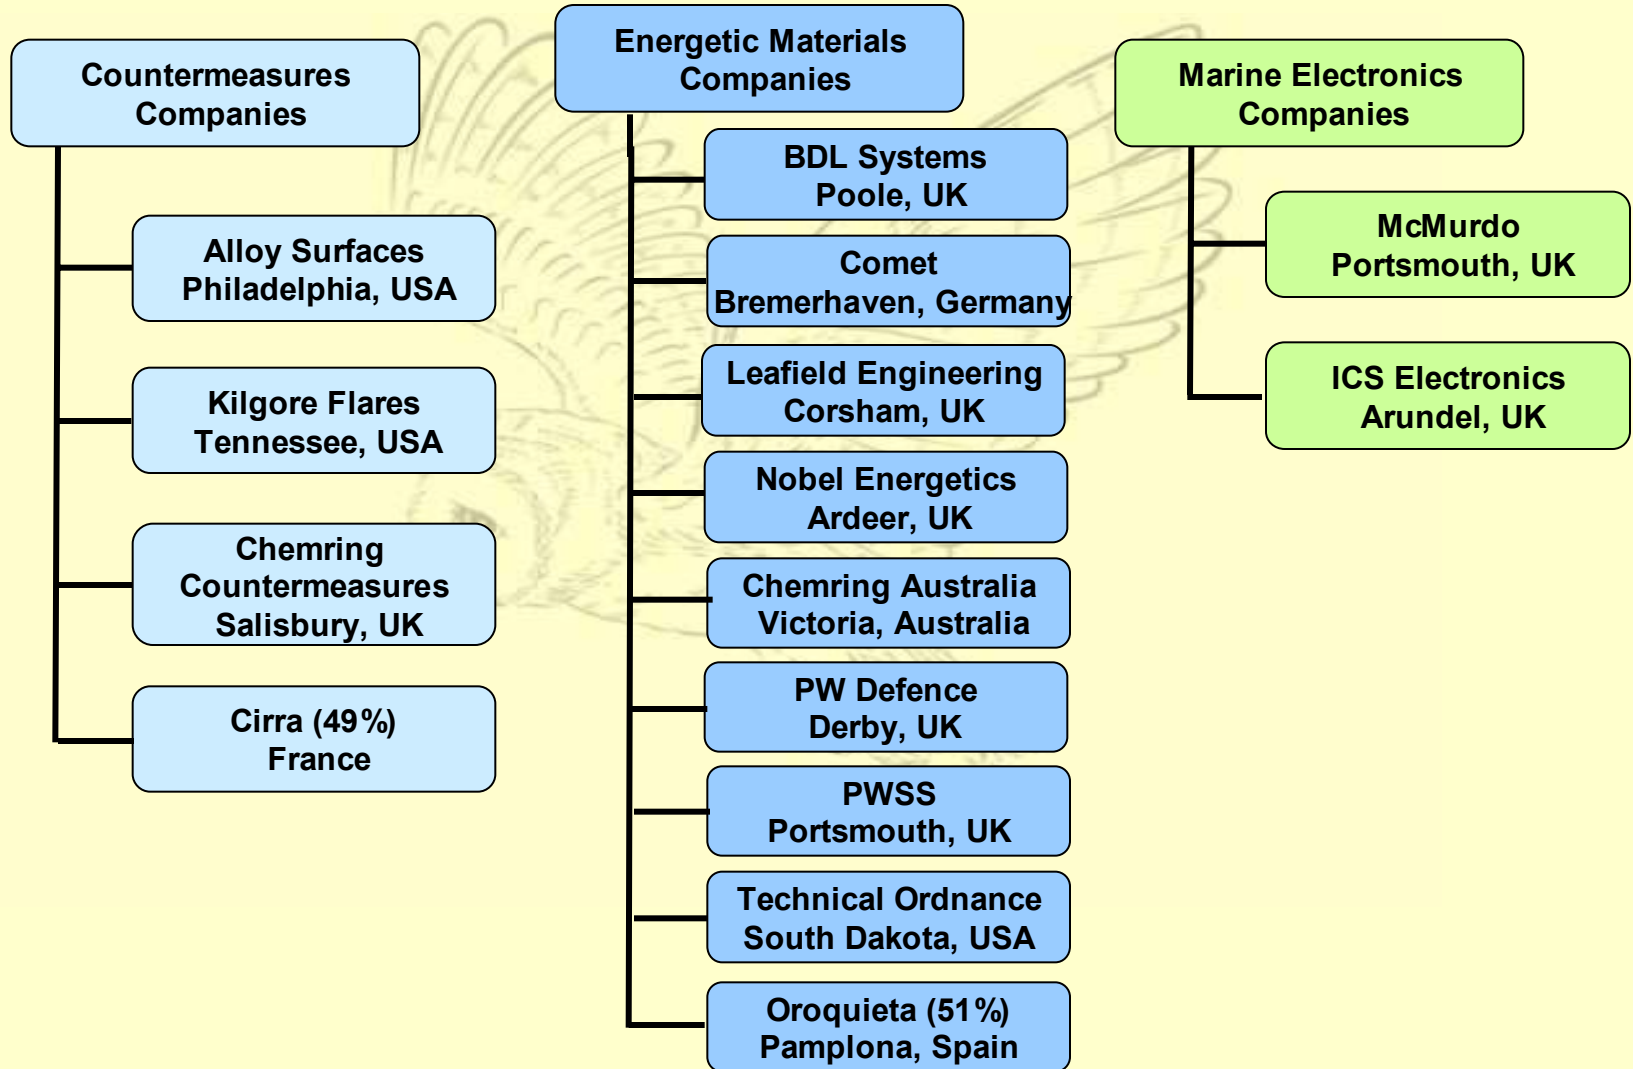 Countermeasures
Companies
Alloy Surfaces
Philadelphia, USA
Kilgore Flares
Tennessee, USA
Chemring
Countermeasures
Salisbury, UK
Cirra (49%)
France
Energetic Materials
Companies
BDL Systems
Poole, UK
Comet
Bremerhaven, Germany
Leafield Engineering
Corsham, UK
Nobel Energetics
Ardeer, UK
Chemring Australia
Victoria, Australia
PW Defence
Derby, UK
PWSS
Portsmouth, UK
Technical Ordnance
South Dakota, USA
Oroquieta (51%)
Pamplona, Spain
Marine Electronics
Companies
McMurdo
Portsmouth, UK
ICS Electronics
Arundel, UK